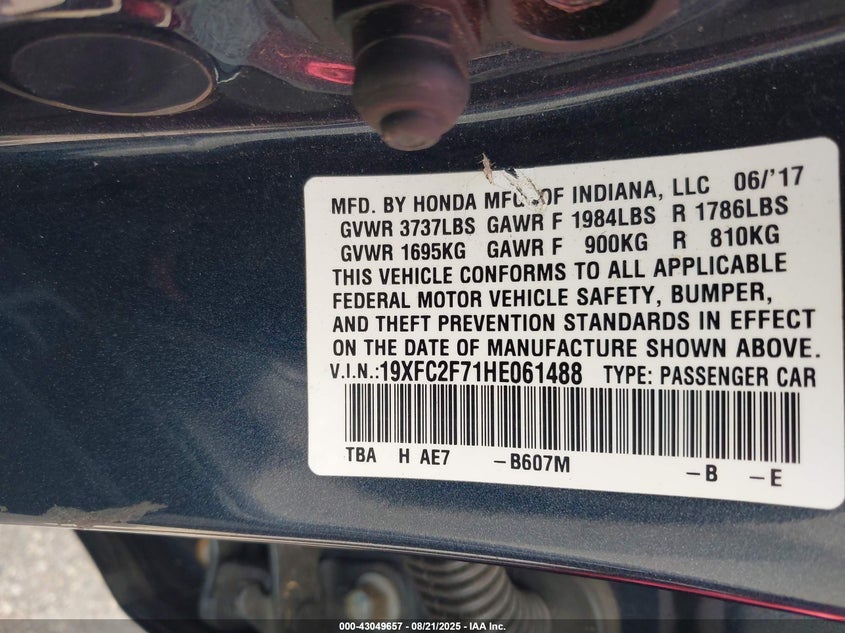 MFD. BY HONDA MFG. OF INDIANA, LLC 06/'17
GVWR 3737LBS GAWR F 1984LBS R 1786LBS
GVWR 1695KG GAWR F 900KG R 810KG
THIS VEHICLE CONFORMS TO ALL APPLICABLE
FEDERAL MOTOR VEHICLE SAFETY, BUMPER,
AND THEFT PREVENTION STANDARDS IN EFFECT
ON THE DATE OF MANUFACTURE SHOWN ABOVE.
V.I.N.:19XFC2F71HE061488 TYPE: PASSENGER CAR
TBA H AE7 -B607M -B -E
000-43049657 - 08/21/2025 - IAA Inc.